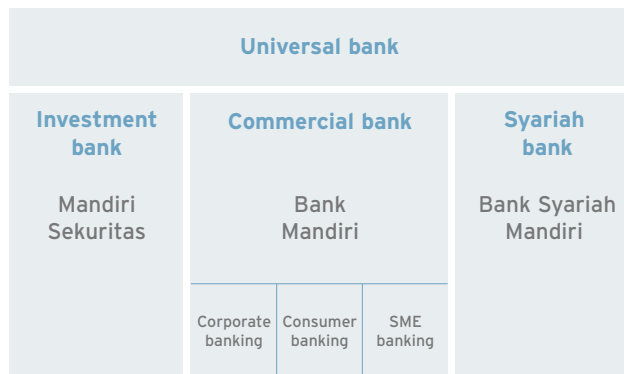 Universal bank
Investment
bank
Mandiri
Sekuritas
Commercial bank
Bank
Mandiri
Corporate
banking
Consumer
banking
SME
banking
Syariah
bank
Bank Syariah
Mandiri